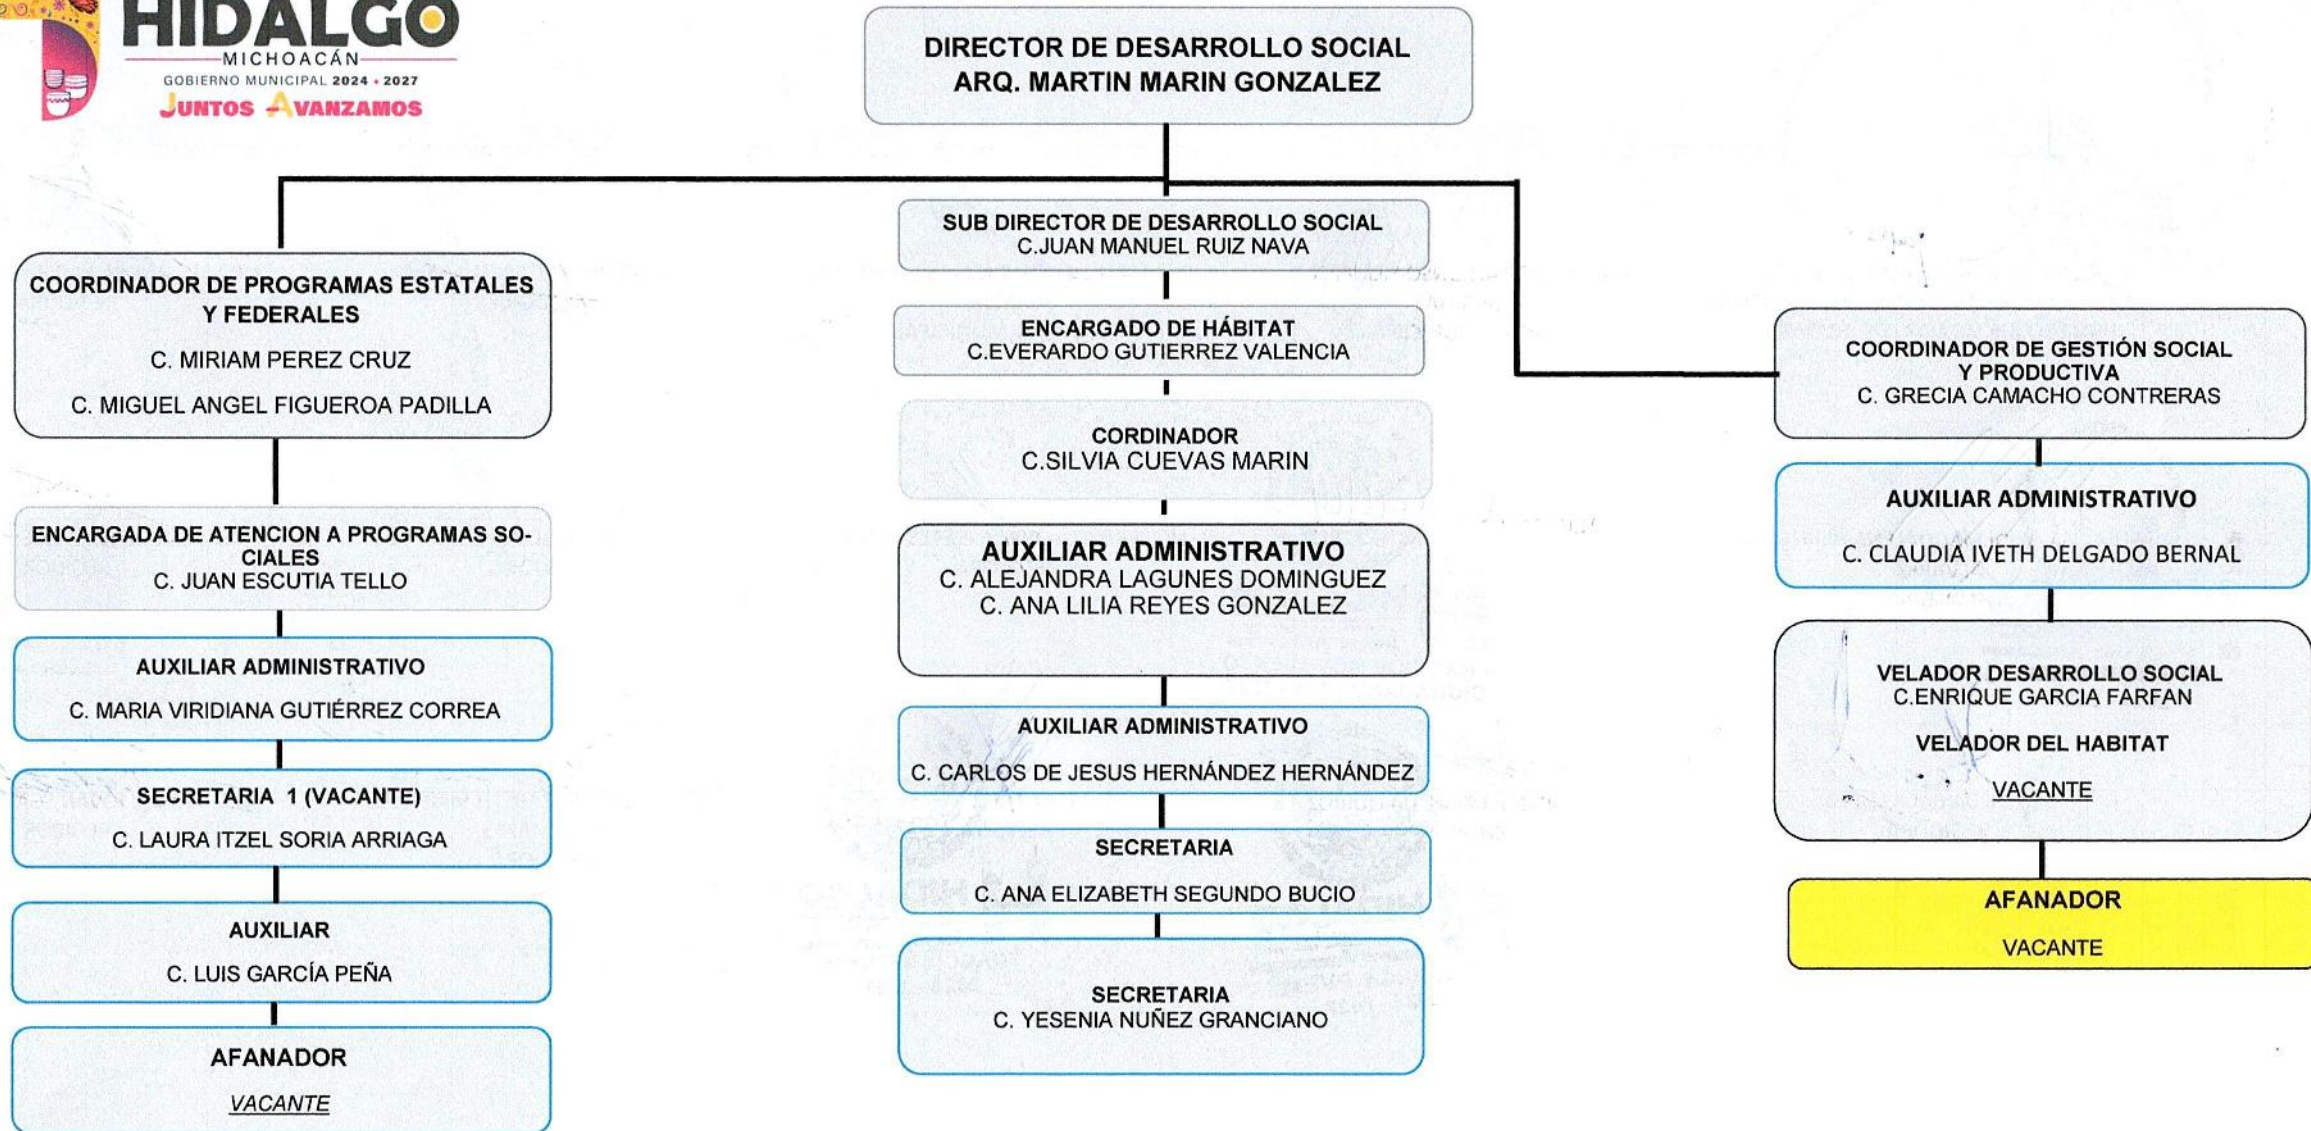 HIDALGO
MICHOACÁN
GOBIERNO MUNICIPAL 2024 • 2027
JUNTOS AVANZAMOS
DIRECTOR DE DESARROLLO SOCIAL
ARQ. MARTIN MARIN GONZALEZ
COORDINADOR DE PROGRAMAS ESTATALES
Y FEDERALES
C. MIRIAM PEREZ CRUZ
C. MIGUEL ANGEL FIGUEROA PADILLA
ENCARGADA DE ATENCION A PROGRAMAS SO-
CIALES
C. JUAN ESCUTIA TELLO
AUXILIAR ADMINISTRATIVO
C. MARIA VIRIDIANA GUTIÉRREZ CORREA
SECRETARIA 1 (VACANTE)
C. LAURA ITZEL SORIA ARRIAGA
AUXILIAR
C. LUIS GARCÍA PEÑA
AFANADOR
VACANTE
SUB DIRECTOR DE DESARROLLO SOCIAL
C.JUAN MANUEL RUIZ NAVA
ENCARGADO DE HÁBITAT
C.EVERARDO GUTIERREZ VALENCIA
CORDINADOR
C.SILVIA CUEVAS MARIN
AUXILIAR ADMINISTRATIVO
C. ALEJANDRA LAGUNES DOMINGUEZ
C. ANA LILIA REYES GONZALEZ
AUXILIAR ADMINISTRATIVO
C. CARLOS DE JESUS HERNÁNDEZ HERNÁNDEZ
SECRETARIA
C. ANA ELIZABETH SEGUNDO BUCIO
SECRETARIA
C. YESENIA NUÑEZ GRANCIANO
COORDINADOR DE GESTIÓN SOCIAL
Y PRODUCTIVA
C. GRECIA CAMACHO CONTRERAS
AUXILIAR ADMINISTRATIVO
C. CLAUDIA IVETH DELGADO BERNAL
VELADOR DESARROLLO SOCIAL
C.ENRIQUE GARCIA FARFAN
VELADOR DEL HABITAT
VACANTE
AFANADOR
VACANTE